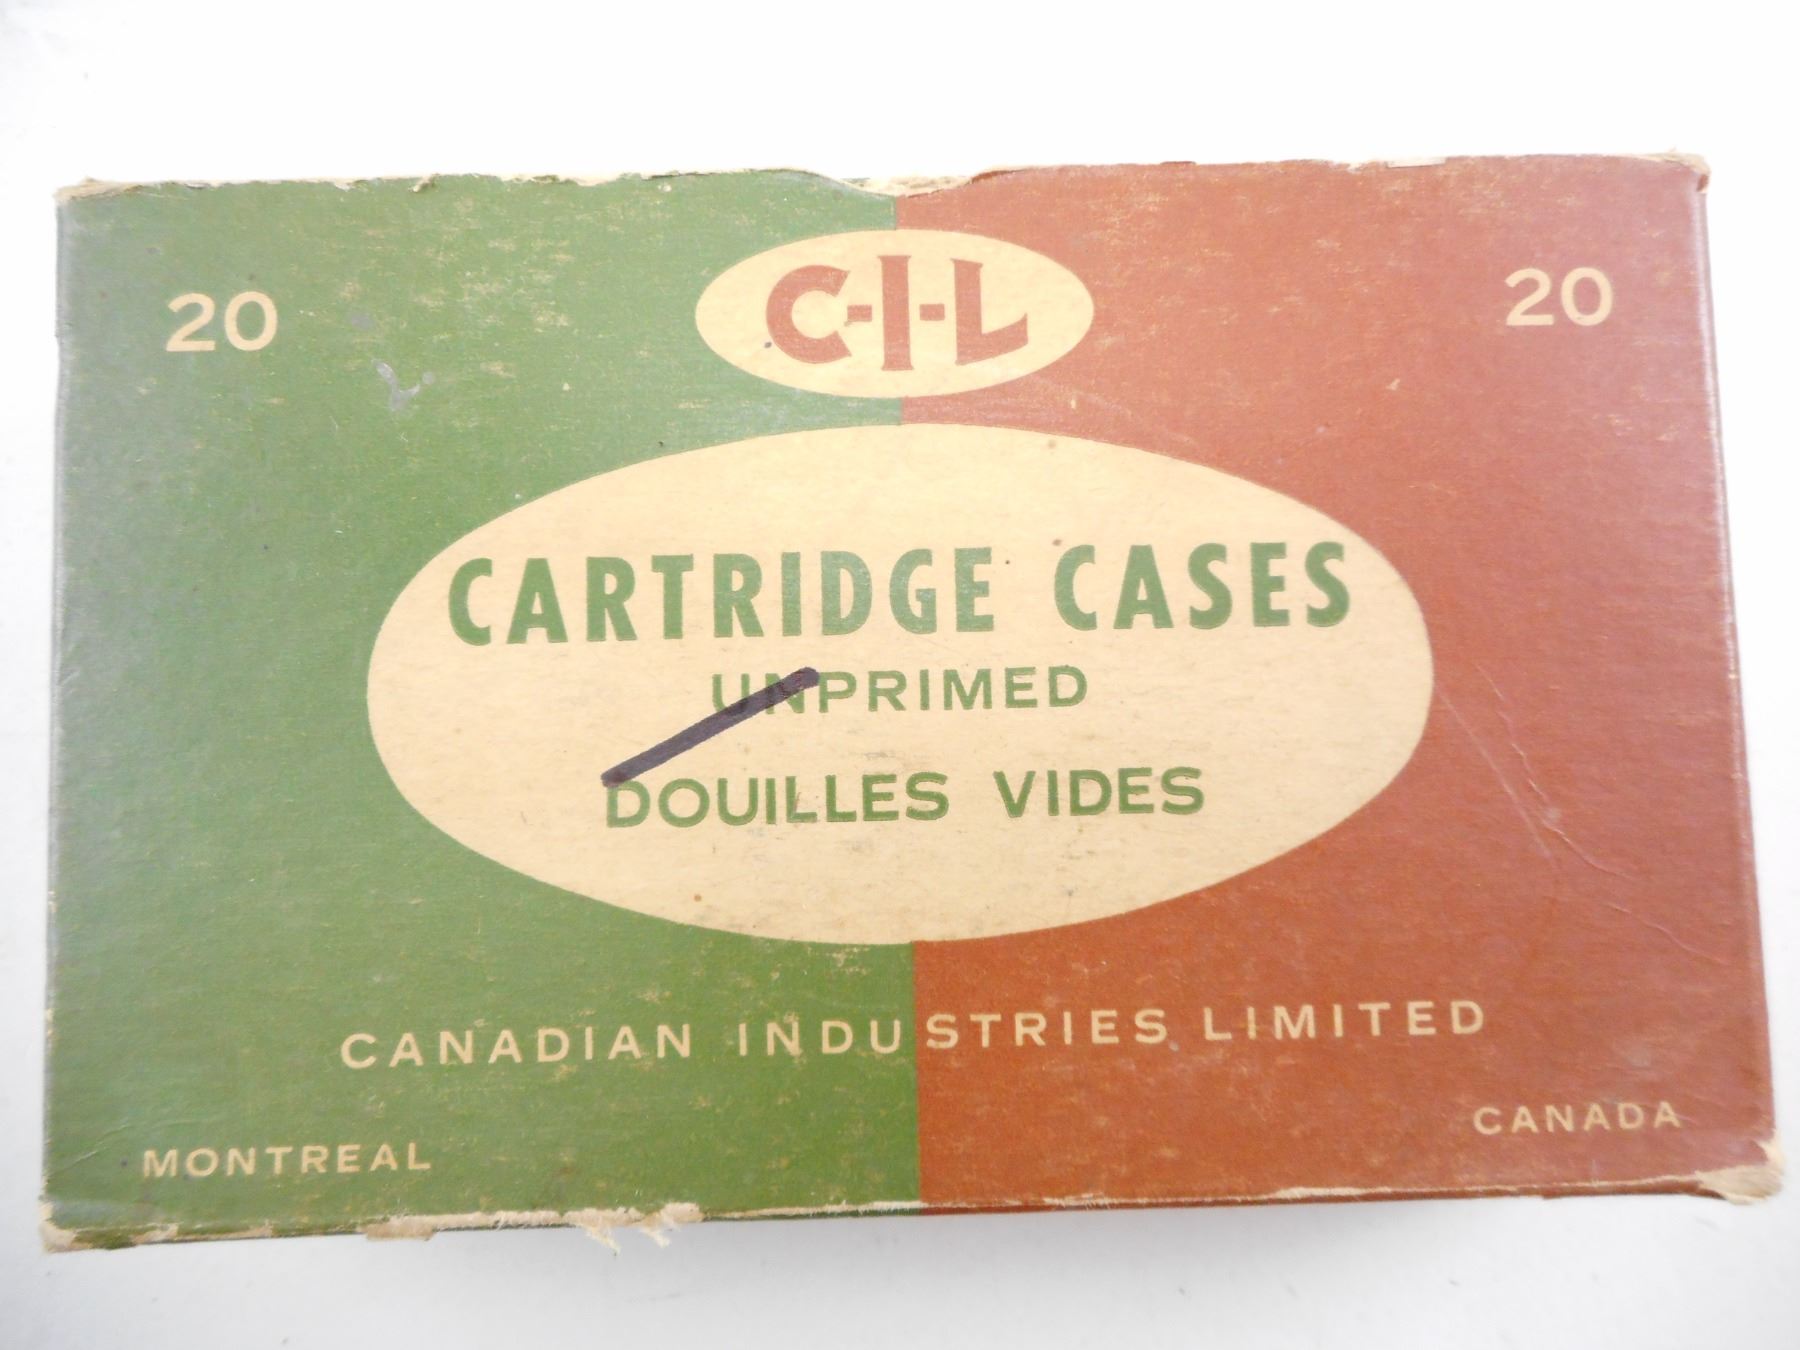 C-I-L
20 20
CARTRIDGE CASES
UNPRIMED
DOUILLES VIDES
CANADIAN INDUSTRIES LIMITED
MONTREAL CANADA